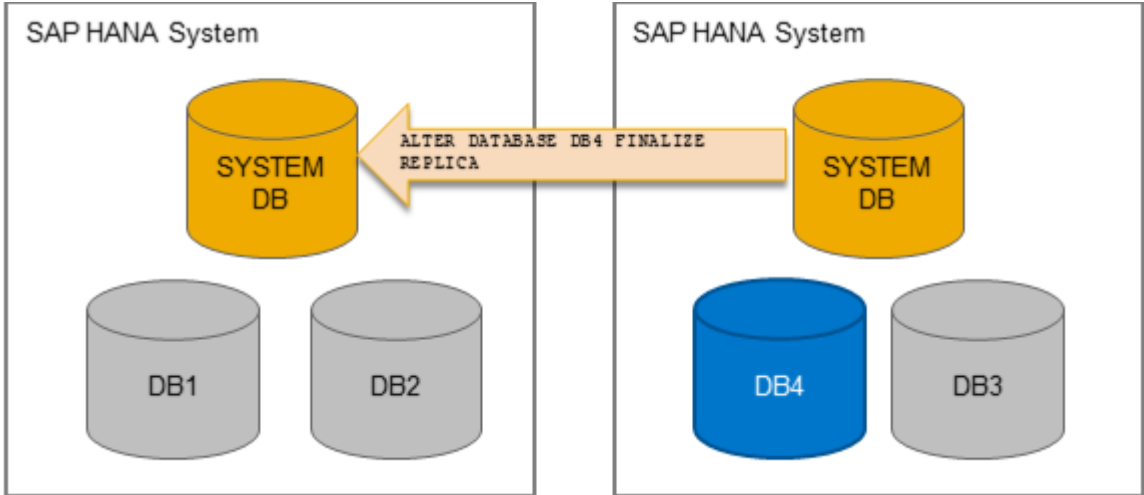 SAP HANA System
SYSTEM
DB
DB1
DB2
ALTER DATABASE DB4 FINALIZE
REPLICA
SAP HANA System
SYSTEM
DB
DB4
DB3